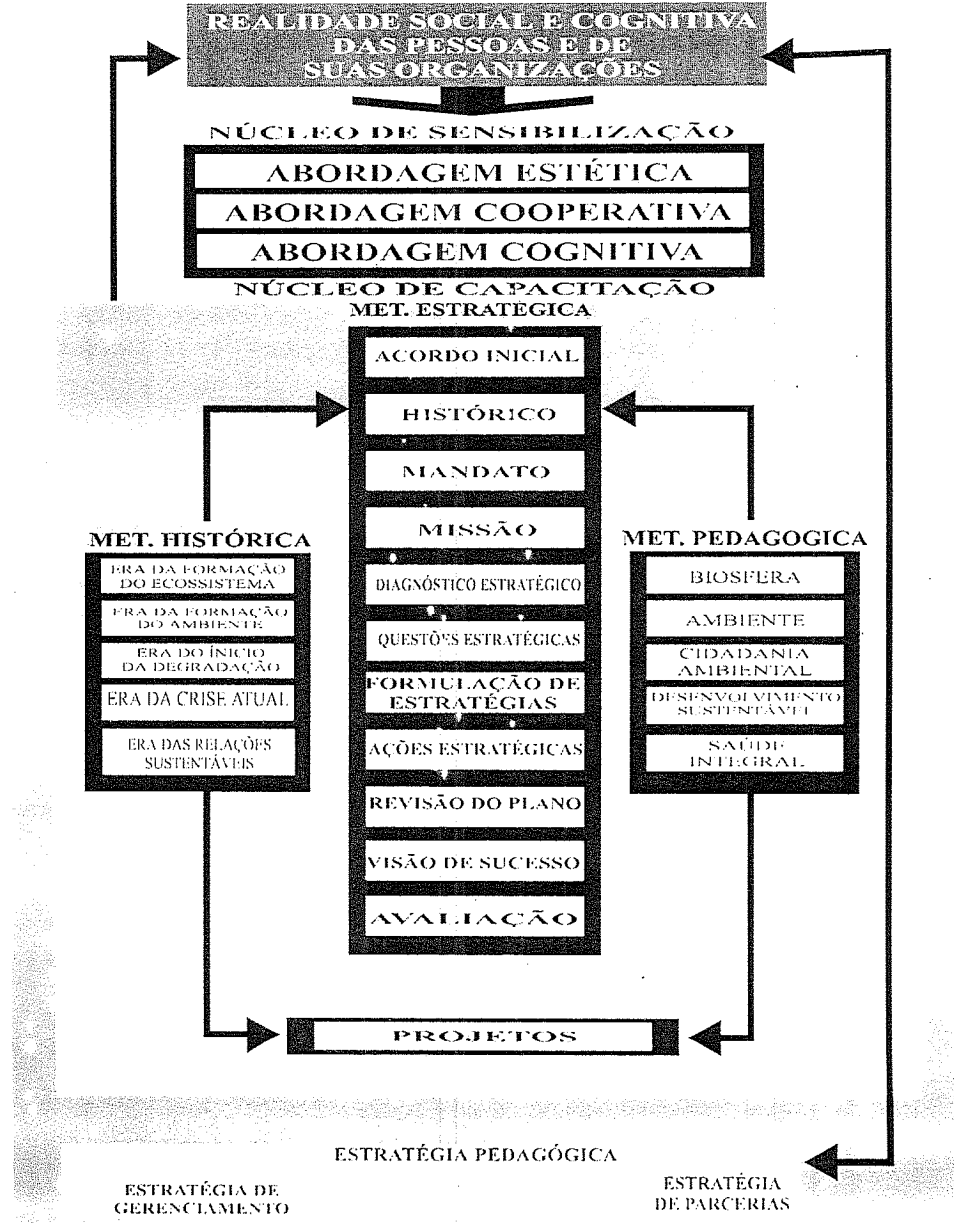 REALIDADE SOCIAL E COGNITIVA
DAS PESSOAS E DE
SUAS ORGANIZAÇÕES
NÚCLEO DE SENSIBILIZAÇÃO
ABORDAGEM ESTÉTICA
ABORDAGEM COOPERATIVA
ABORDAGEM COGNITIVA
NÚCLEO DE CAPACITAÇÃO
MET. ESTRATÉGICA
ACORDO INICIAL
HISTÓRICO
MANDATO
MISSÃO
DIAGNÓSTICO ESTRATÉGICO
QUESTÕES ESTRATÉGICAS
FORMULAÇÃO DE
ESTRATÉGIAS
AÇÕES ESTRATÉGICAS
REVISÃO DO PLANO
VISÃO DE SUCESSO
AVALIAÇÃO
MET. HISTÓRICA
ERA DA FORMAÇÃO
DO ECOSSISTEMA
ERA DA FORMAÇÃO
DO AMBIENTE
ERA DO ÍNICIO
DA DEGRADAÇÃO
ERA DA CRISE ATUAL
ERA DAS RELAÇÕES
SUSTENTÁVEIS
MET. PEDAGOGICA
BIOSFERA
AMBIENTE
CIDADANIA
AMBIENTAL
DESENVOLVIMENTO
SUSTENTÁVEL
SAÚDE
INTEGRAL
PROJETOS
ESTRATÉGIA PEDAGÓGICA
ESTRATÉGIA DE
GERENCIAMENTO
ESTRATÉGIA
DE PARCERIAS